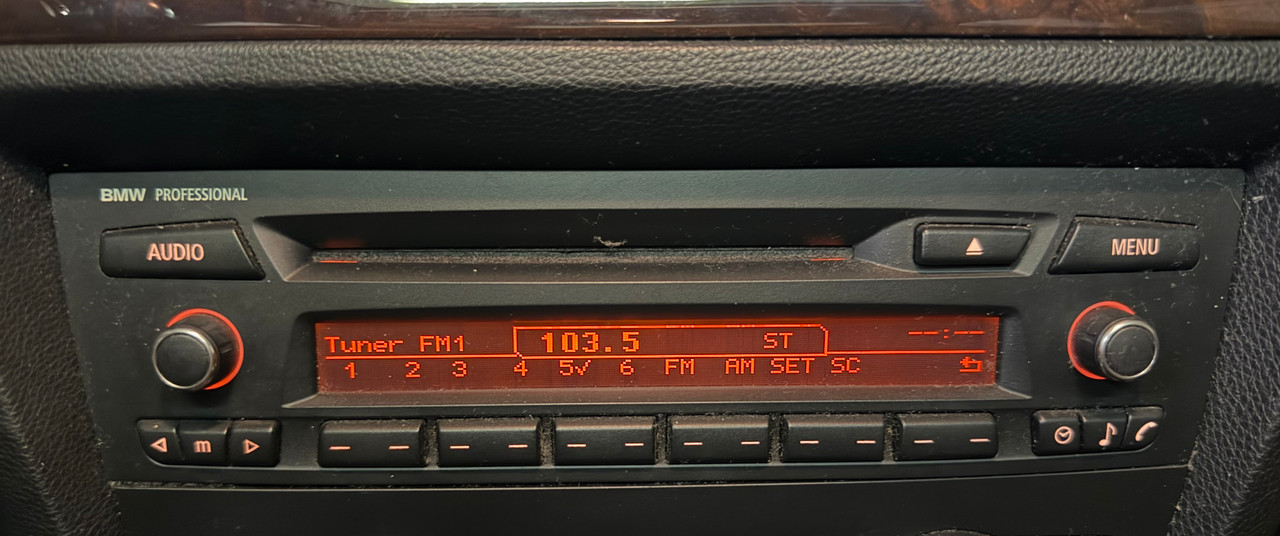 BMW PROFESSIONAL
AUDIO
MENU
Tuner FM1 103.5 ST --:--
1 2 3 4 5✓ 6 FM AM SET SC
m